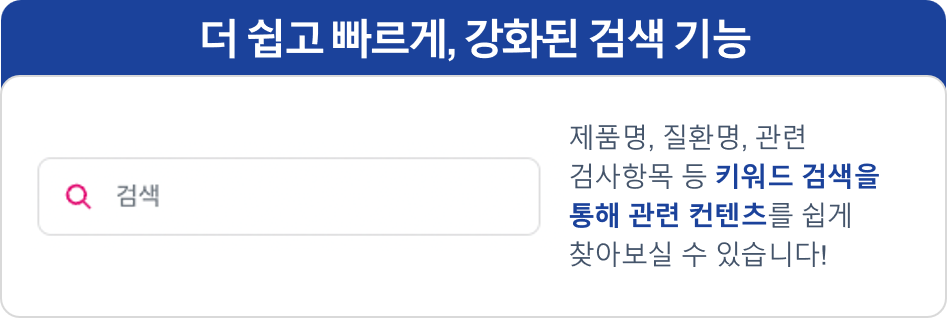 더 쉽고 빠르게, 강화된 검색 기능
검색
제품명, 질환명, 관련
검사항목 등 키워드 검색을
통해 관련 컨텐츠를 쉽게
찾아보실 수 있습니다!